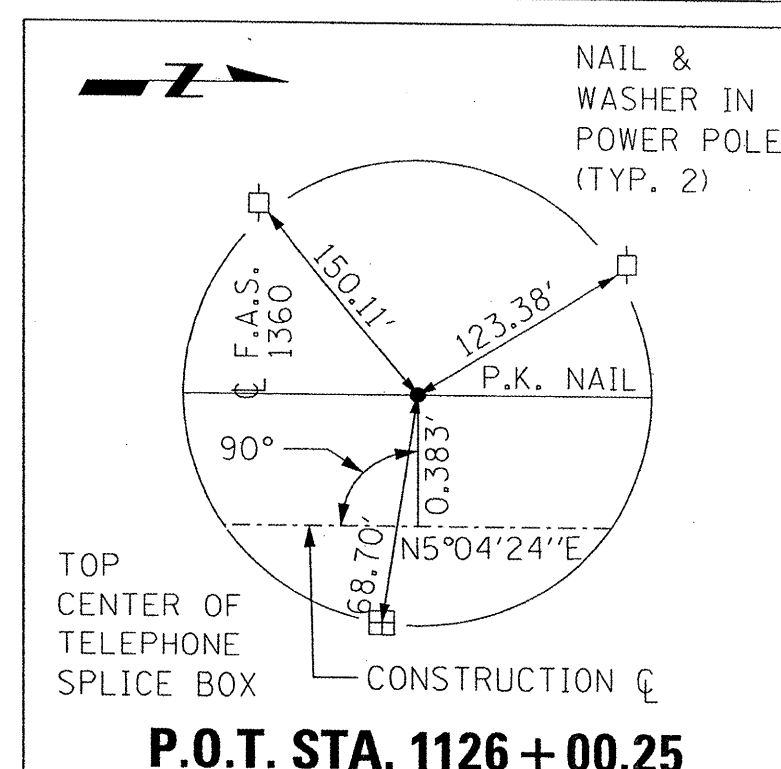 Z
NAIL &
WASHER IN
POWER POLE
(TYP. 2)
150.11'
123.38'
℄ F.A.S.
1360
P.K. NAIL
90°
0.383'
68.70'
N5°04'24''E
TOP
CENTER OF
TELEPHONE
SPLICE BOX
CONSTRUCTION ℄
P.O.T. STA. 1126 + 00.25